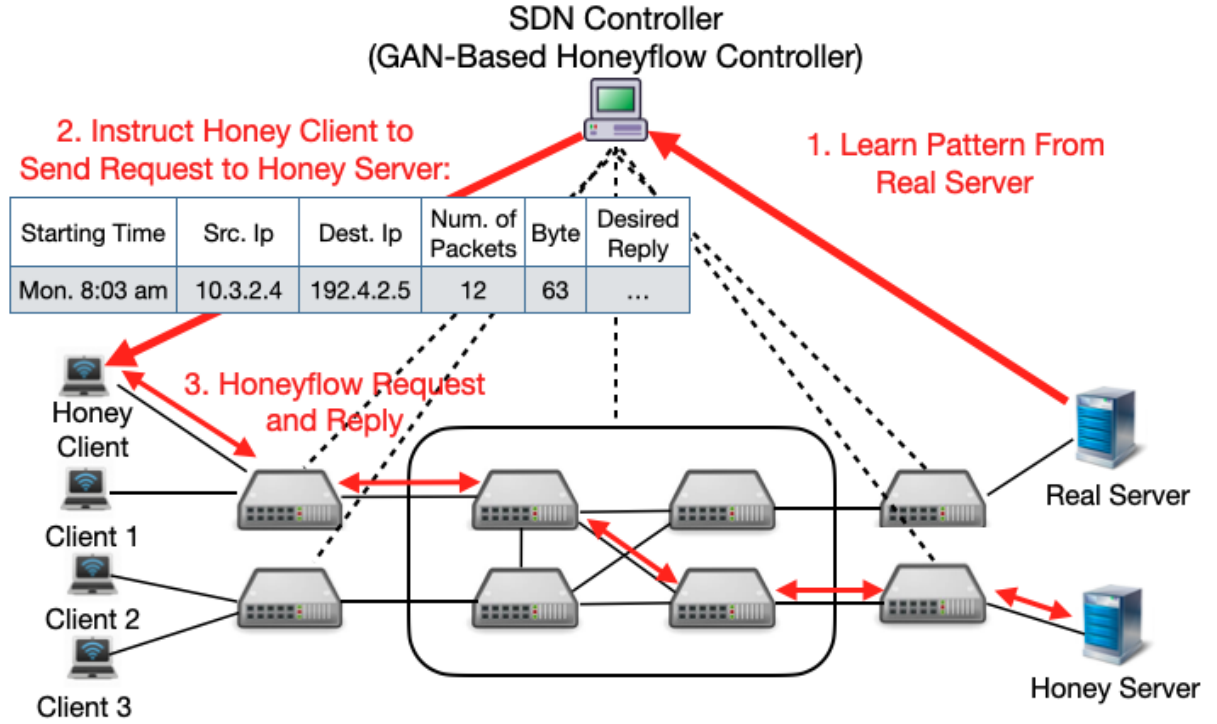 SDN Controller
(GAN-Based Honeyflow Controller)
2. Instruct Honey Client to
Send Request to Honey Server:
1. Learn Pattern From
Real Server
Starting Time Src. Ip Dest. Ip Num. of Packets Byte Desired Reply
Mon. 8:03 am 10.3.2.4 192.4.2.5 12 63 ...
3. Honeyflow Request
and Reply
Honey
Client
Real Server
Client 1
Client 2
Honey Server
Client 3